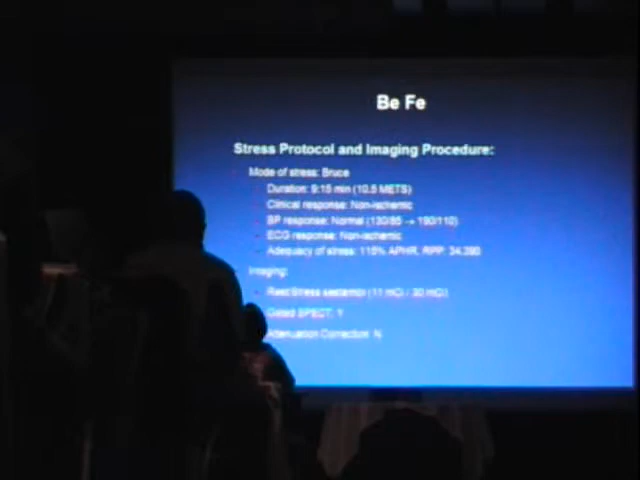 Be Fe
Stress Protocol and Imaging Procedure:
Mode of stress: Bruce
Duration: 9:15 min (10.5 METS)
Clinical response: Non-ischemic
BP response: Normal (130/85 → 190/110)
ECG response: Non-ischemic
Adequacy of stress: 115% APHR, RPP:
Imaging:
Rest/Stress sestamibi (11 mCi / 30 mCi)
Gated SPECT: Y
Attenuation Correction: N